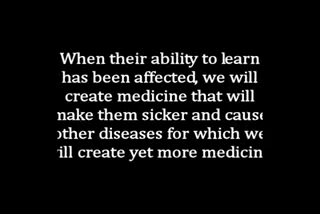 When their ability to learn
has been affected, we will
create medicine that will
make them sicker and cause
other diseases for which we
will create yet more medicin